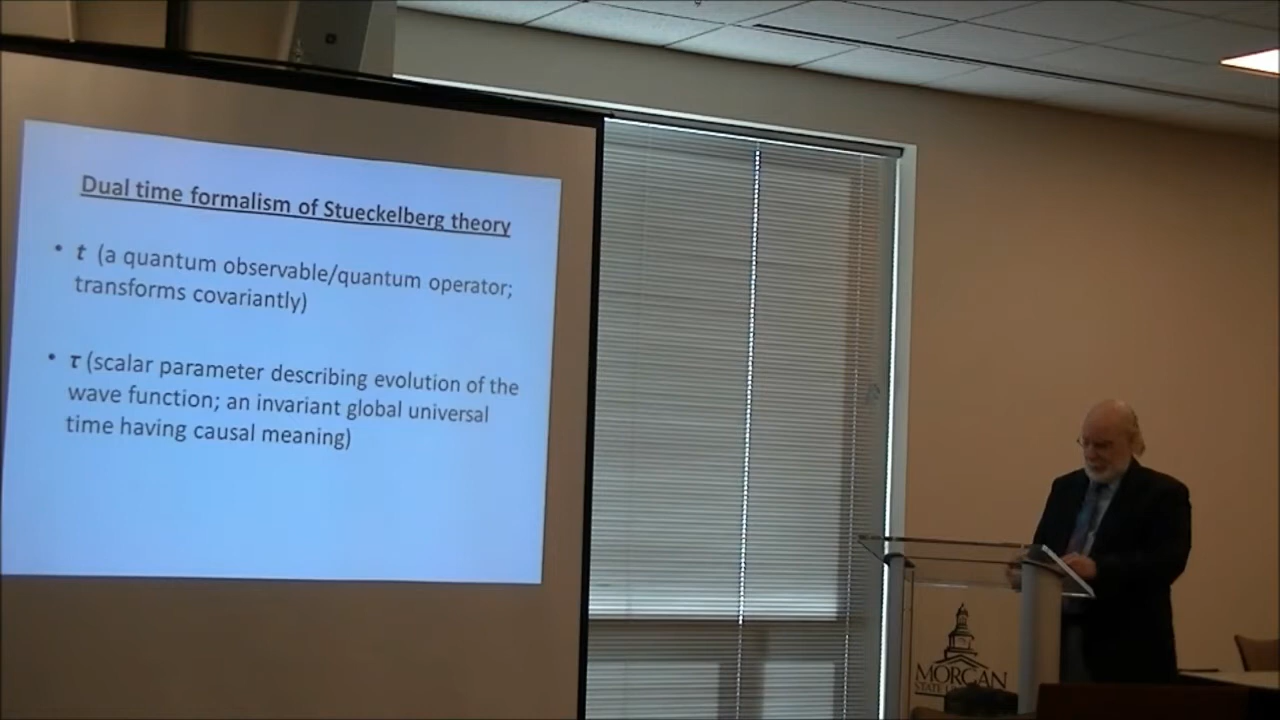 Dual time formalism of Stueckelberg theory
• t (a quantum observable/quantum operator;
transforms covariantly)
• τ (scalar parameter describing evolution of the
wave function; an invariant global universal
time having causal meaning)
MORGAN
STATE